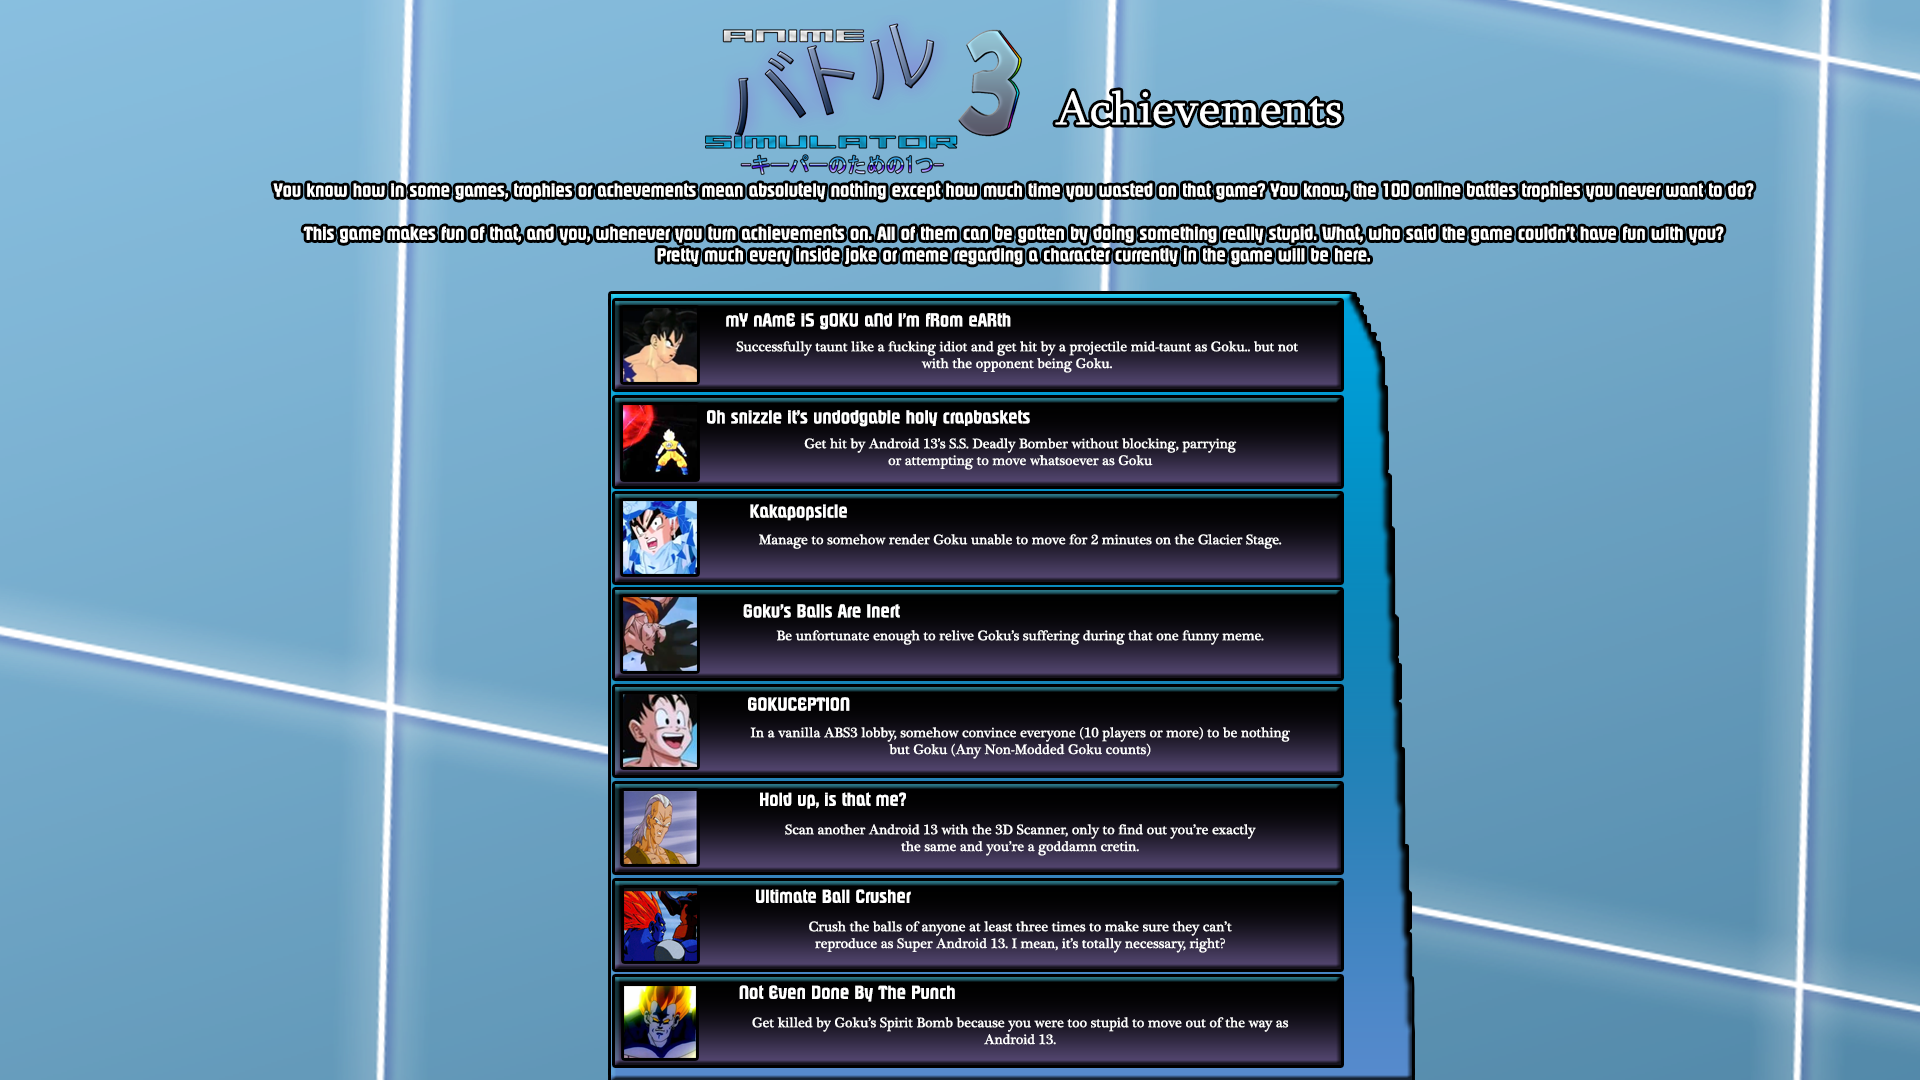 ANIME
バトル 3
SIMULATOR
-キーパーのための1つ-
Achievements
You know how in some games, trophies or achevements mean absolutely nothing except how much time you wasted on that game? You know, the 100 online battles trophies you never want to do?
This game makes fun of that, and you, whenever you turn achievements on. All of them can be gotten by doing something really stupid. What, who said the game couldn't have fun with you?
Pretty much every inside joke or meme regarding a character currently in the game will be here.
mY nAmE iS gOKU aNd I'm fRom eARth
Successfully taunt like a fucking idiot and get hit by a projectile mid-taunt as Goku.. but not
with the opponent being Goku.
Oh snizzle it's undodgable holy crapbaskets
Get hit by Android 13's S.S. Deadly Bomber without blocking, parrying
or attempting to move whatsoever as Goku
Kakapopsicle
Manage to somehow render Goku unable to move for 2 minutes on the Glacier Stage.
Goku's Balls Are Inert
Be unfortunate enough to relive Goku's suffering during that one funny meme.
GOKUCEPTION
In a vanilla ABS3 lobby, somehow convince everyone (10 players or more) to be nothing
but Goku (Any Non-Modded Goku counts)
Hold up, is that me?
Scan another Android 13 with the 3D Scanner, only to find out you're exactly
the same and you're a goddamn cretin.
Ultimate Ball Crusher
Crush the balls of anyone at least three times to make sure they can't
reproduce as Super Android 13. I mean, it's totally necessary, right?
Not Even Done By The Punch
Get killed by Goku's Spirit Bomb because you were too stupid to move out of the way as
Android 13.